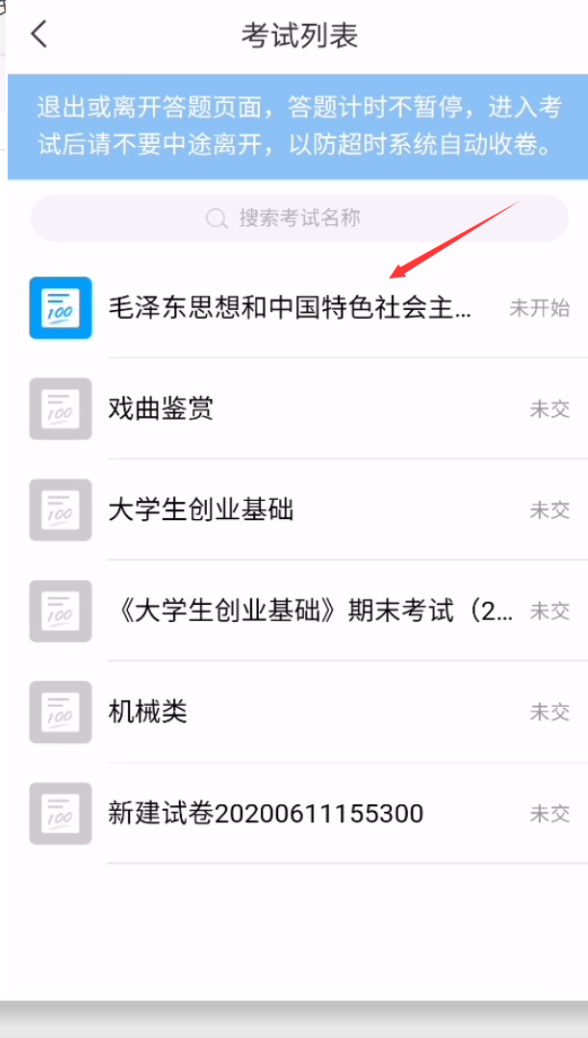 考试列表
退出或离开答题页面，答题计时不暂停，进入考
试后请不要中途离开，以防超时系统自动收卷。
搜索考试名称
100
毛泽东思想和中国特色社会主...
未开始
100
戏曲鉴赏
未交
100
大学生创业基础
未交
100
《大学生创业基础》期末考试（2...
未交
100
机械类
未交
100
新建试卷20200611155300
未交